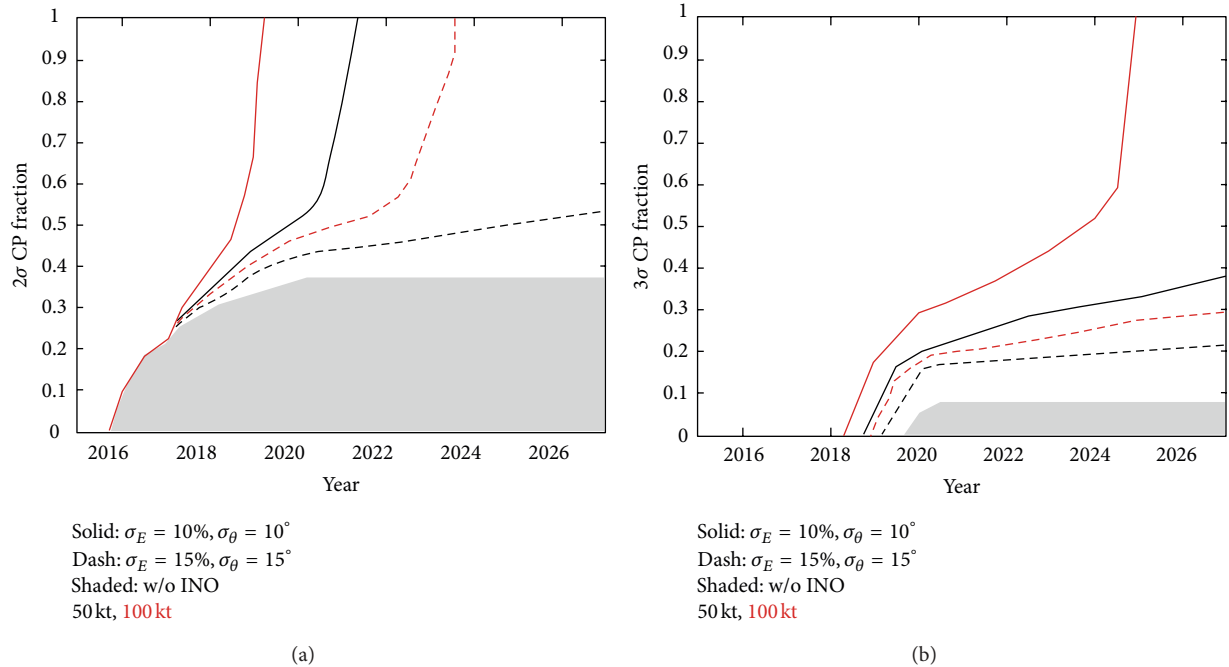 1
0.9
0.8
0.7
0.6
0.5
0.4
0.3
0.2
0.1
0
2σ CP fraction
2016 2018 2020 2022 2024 2026
Year
Solid: σE = 10%, σθ = 10°
Dash: σE = 15%, σθ = 15°
Shaded: w/o INO
50 kt, 100 kt
(a)
1
0.9
0.8
0.7
0.6
0.5
0.4
0.3
0.2
0.1
0
3σ CP fraction
2016 2018 2020 2022 2024 2026
Year
Solid: σE = 10%, σθ = 10°
Dash: σE = 15%, σθ = 15°
Shaded: w/o INO
50 kt, 100 kt
(b)